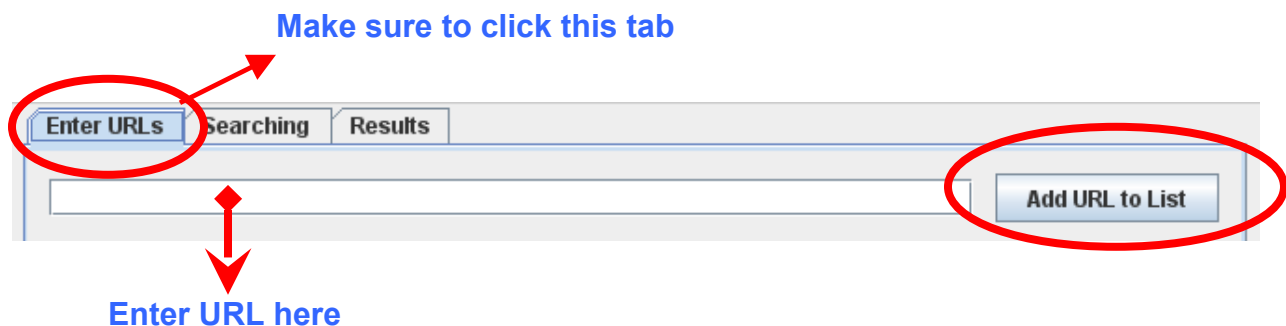 Make sure to click this tab
Enter URLs Searching Results
Add URL to List
Enter URL here